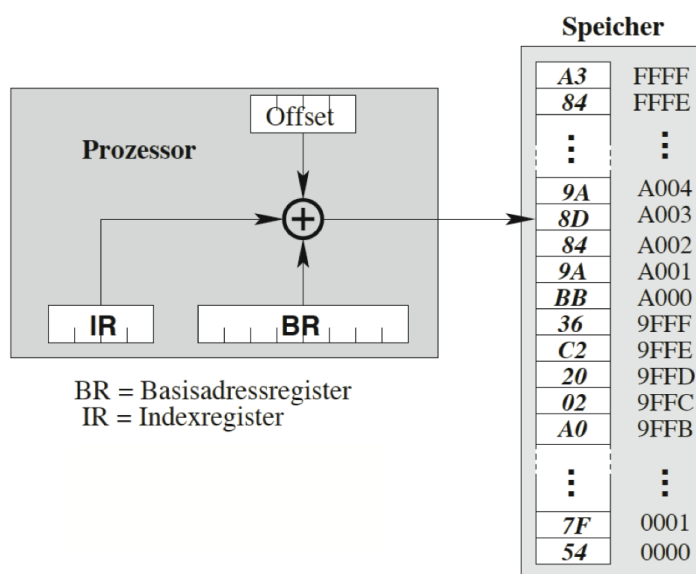 Speicher
Prozessor
Offset
IR
BR
BR = Basisadressregister
IR = Indexregister
A3 FFFF
84 FFFE
9A A004
8D A003
84 A002
9A A001
BB A000
36 9FFF
C2 9FFE
20 9FFD
02 9FFC
A0 9FFB
7F 0001
54 0000